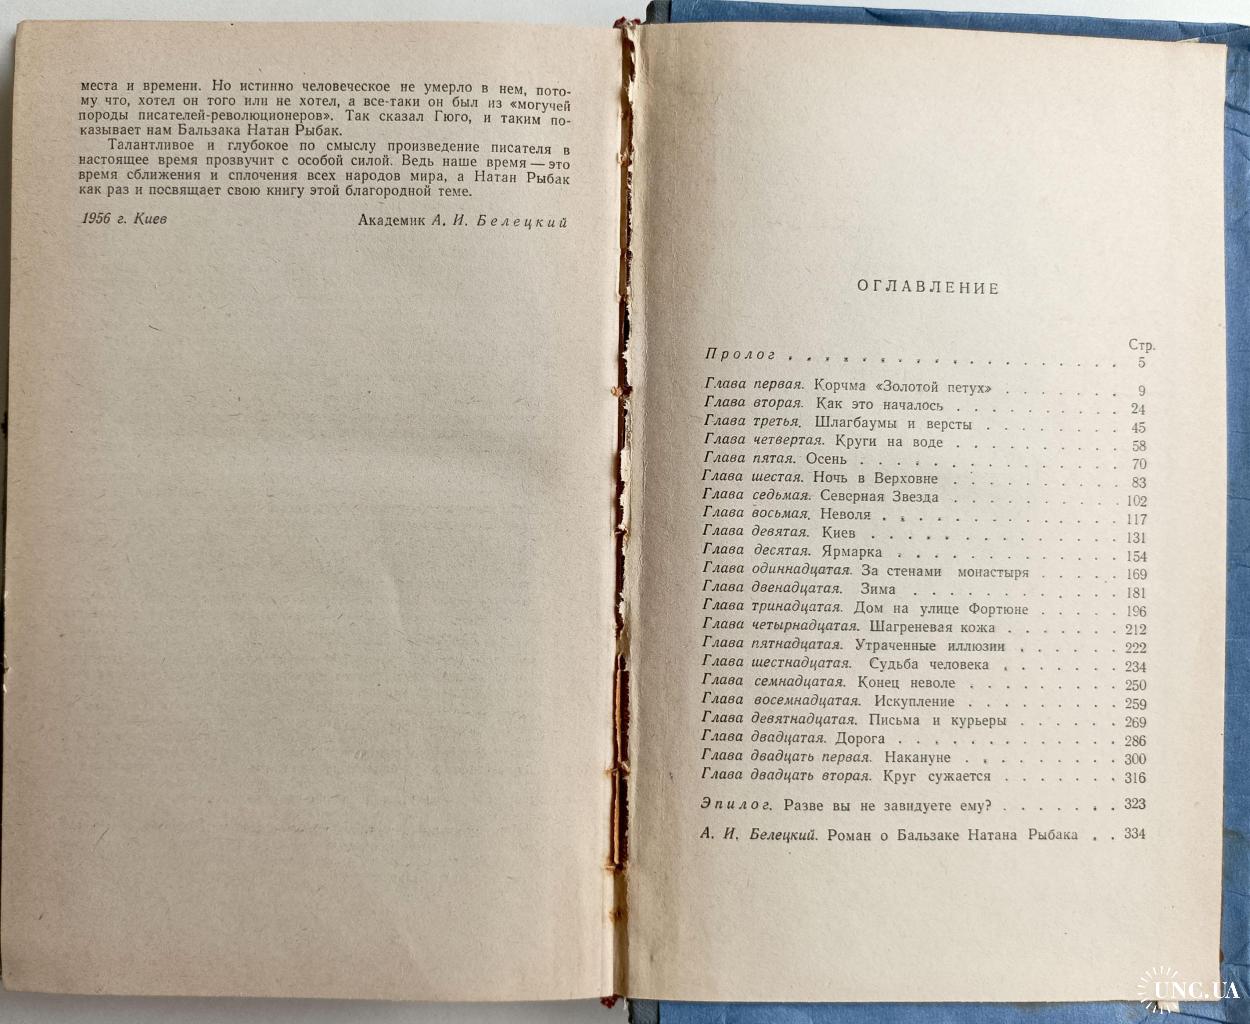 места и времени. Но истинно человеческое не умерло в нем, пото-
му что, хотел он того или не хотел, а все-таки он был из «могучей
породы писателей-революционеров». Так сказал Гюго, и таким по-
казывает нам Бальзака Натан Рыбак.
Талантливое и глубокое по смыслу произведение писателя в
настоящее время прозвучит с особой силой. Ведь наше время — это
время сближения и сплочения всех народов мира, а Натан Рыбак
как раз и посвящает свою книгу этой благородной теме.
1956 г. Киев Академик А. И. Белецкий
ОГЛАВЛЕНИЕ
Стр.
Пролог . . . . . . . . . . . . . . . . . . 5
Глава первая. Корчма «Золотой петух» . . . . . . . 9
Глава вторая. Как это началось . . . . . . . . . 24
Глава третья. Шлагбаумы и версты . . . . . . . . 45
Глава четвертая. Круги на воде . . . . . . . . . 58
Глава пятая. Осень . . . . . . . . . . . . . . 70
Глава шестая. Ночь в Верховне . . . . . . . . . 83
Глава седьмая. Северная Звезда . . . . . . . . . 102
Глава восьмая. Неволя . . . . . . . . . . . . . 117
Глава девятая. Киев . . . . . . . . . . . . . . 131
Глава десятая. Ярмарка . . . . . . . . . . . . 154
Глава одиннадцатая. За стенами монастыря . . . . . 169
Глава двенадцатая. Зима . . . . . . . . . . . . 181
Глава тринадцатая. Дом на улице Фортюне . . . . . 196
Глава четырнадцатая. Шагреневая кожа . . . . . . . 212
Глава пятнадцатая. Утраченные иллюзии . . . . . . 222
Глава шестнадцатая. Судьба человека . . . . . . . 234
Глава семнадцатая. Конец неволе . . . . . . . . . 250
Глава восемнадцатая. Искупление . . . . . . . . . 259
Глава девятнадцатая. Письма и курьеры . . . . . . 269
Глава двадцатая. Дорога . . . . . . . . . . . . 286
Глава двадцать первая. Накануне . . . . . . . . . 300
Глава двадцать вторая. Круг сужается . . . . . . . 316
Эпилог. Разве вы не завидуете ему? . . . . . . . 323
А. И. Белецкий. Роман о Бальзаке Натана Рыбака . . 334
UNC.UA